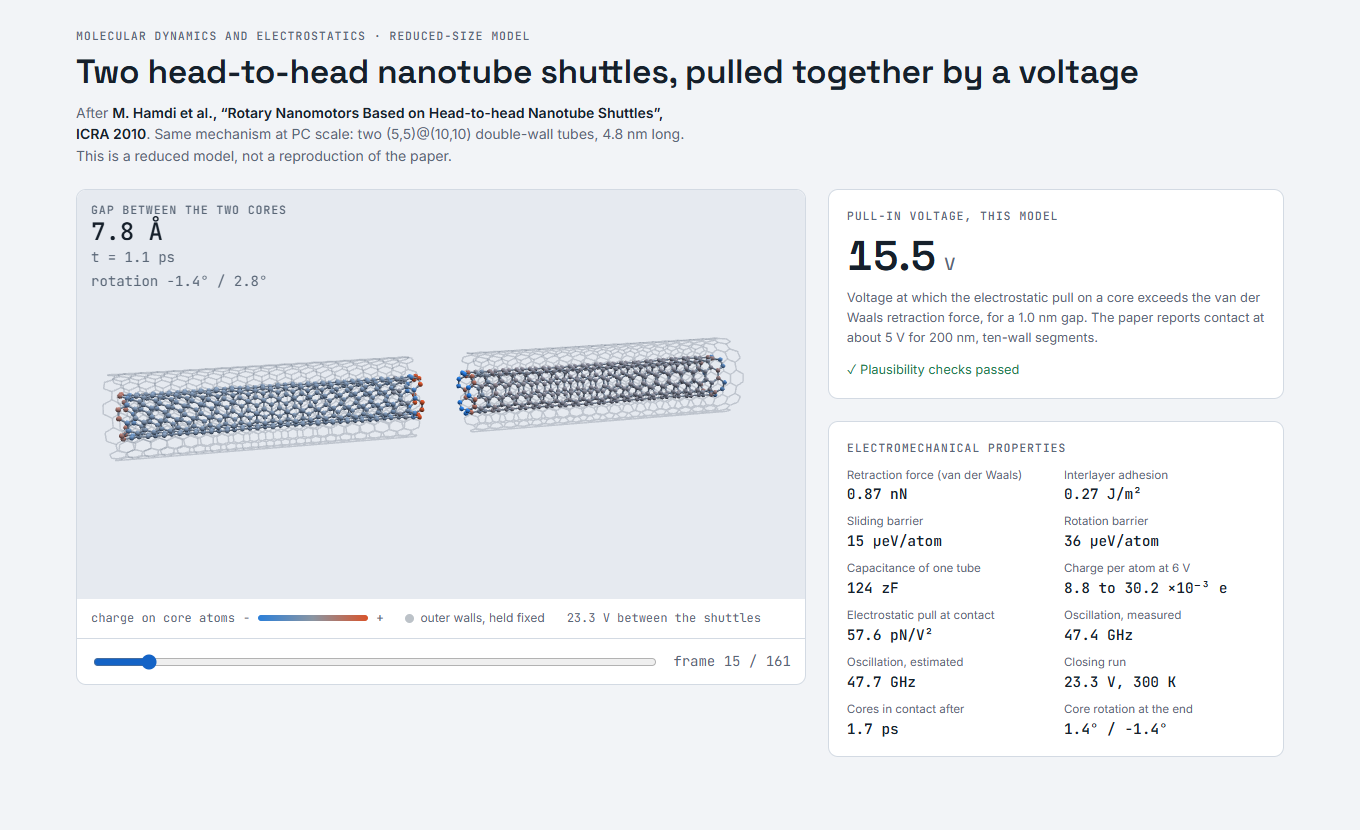 MOLECULAR DYNAMICS AND ELECTROSTATICS · REDUCED-SIZE MODEL
Two head-to-head nanotube shuttles, pulled together by a voltage
After M. Hamdi et al., “Rotary Nanomotors Based on Head-to-head Nanotube Shuttles”,
ICRA 2010. Same mechanism at PC scale: two (5,5)@(10,10) double-wall tubes, 4.8 nm long.
This is a reduced model, not a reproduction of the paper.
GAP BETWEEN THE TWO CORES
7.8 Å
t = 1.1 ps
rotation -1.4° / 2.8°
charge on core atoms - +
outer walls, held fixed
23.3 V between the shuttles
frame 15 / 161
PULL-IN VOLTAGE, THIS MODEL
15.5 V
Voltage at which the electrostatic pull on a core exceeds the van der
Waals retraction force, for a 1.0 nm gap. The paper reports contact at
about 5 V for 200 nm, ten-wall segments.
✓ Plausibility checks passed
ELECTROMECHANICAL PROPERTIES
Retraction force (van der Waals)
0.87 nN
Interlayer adhesion
0.27 J/m²
Sliding barrier
15 µeV/atom
Rotation barrier
36 µeV/atom
Capacitance of one tube
124 zF
Charge per atom at 6 V
8.8 to 30.2 ×10⁻³ e
Electrostatic pull at contact
57.6 pN/V²
Oscillation, measured
47.4 GHz
Oscillation, estimated
47.7 GHz
Closing run
23.3 V, 300 K
Cores in contact after
1.7 ps
Core rotation at the end
1.4° / -1.4°